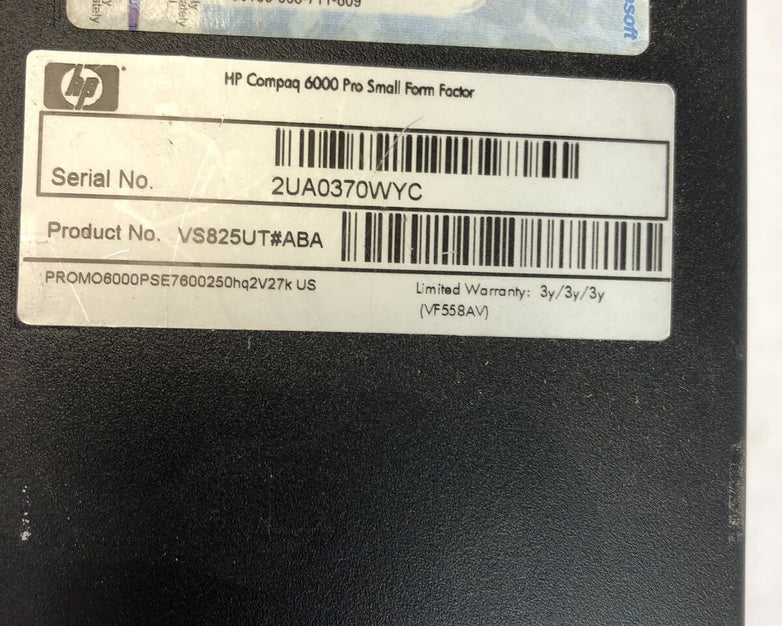 soft
hp
HP Compaq 6000 Pro Small Form Factor
Serial No. 2UA0370WYC
Product No. VS825UT#ABA
PROMO6000PSE7600250hq2V27k US
Limited Warranty: 3y/3y/3y
(VF558AV)